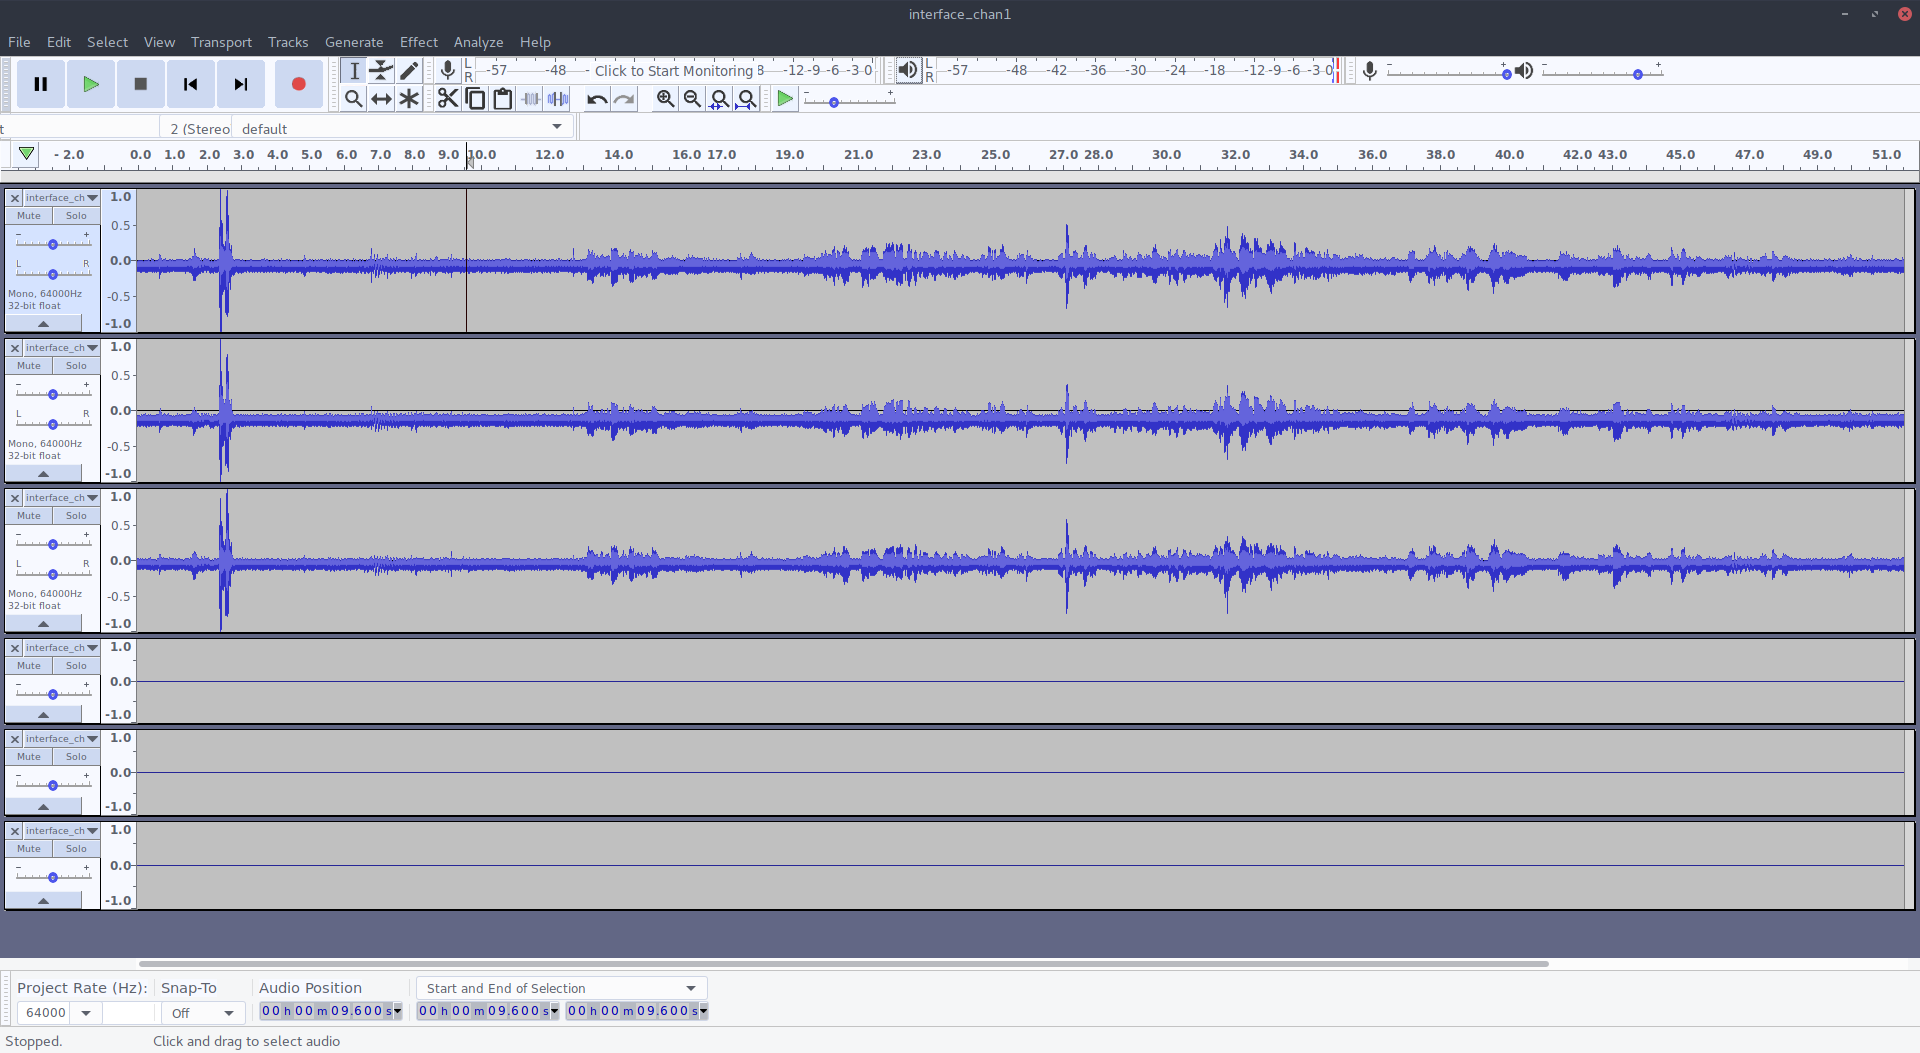 interface_chan1
File Edit Select View Transport Tracks Generate Effect Analyze Help
L R -57 -48 - Click to Start Monitoring 8 -12 -9 -6 -3 0
L R -57 -48 -42 -36 -30 -24 -18 -12 -9 -6 -3 0
t 2 (Stereo default
- 2.0 0.0 1.0 2.0 3.0 4.0 5.0 6.0 7.0 8.0 9.0 10.0 12.0 14.0 16.0 17.0 19.0 21.0 23.0 25.0 27.0 28.0 30.0 32.0 34.0 36.0 38.0 40.0 42.0 43.0 45.0 47.0 49.0 51.0
interface_ch 1.0
Mute Solo
0.5
- +
L R 0.0
Mono, 64000Hz -0.5
32-bit float
-1.0
interface_ch 1.0
Mute Solo
0.5
- +
L R 0.0
Mono, 64000Hz -0.5
32-bit float
-1.0
interface_ch 1.0
Mute Solo
0.5
- +
L R 0.0
Mono, 64000Hz -0.5
32-bit float
-1.0
interface_ch 1.0
Mute Solo
- + 0.0
-1.0
interface_ch 1.0
Mute Solo
- + 0.0
-1.0
interface_ch 1.0
Mute Solo
- + 0.0
-1.0
Project Rate (Hz): Snap-To Audio Position Start and End of Selection
64000 Off 00 h 00 m 09.600 s 00 h 00 m 09.600 s 00 h 00 m 09.600 s
Stopped. Click and drag to select audio